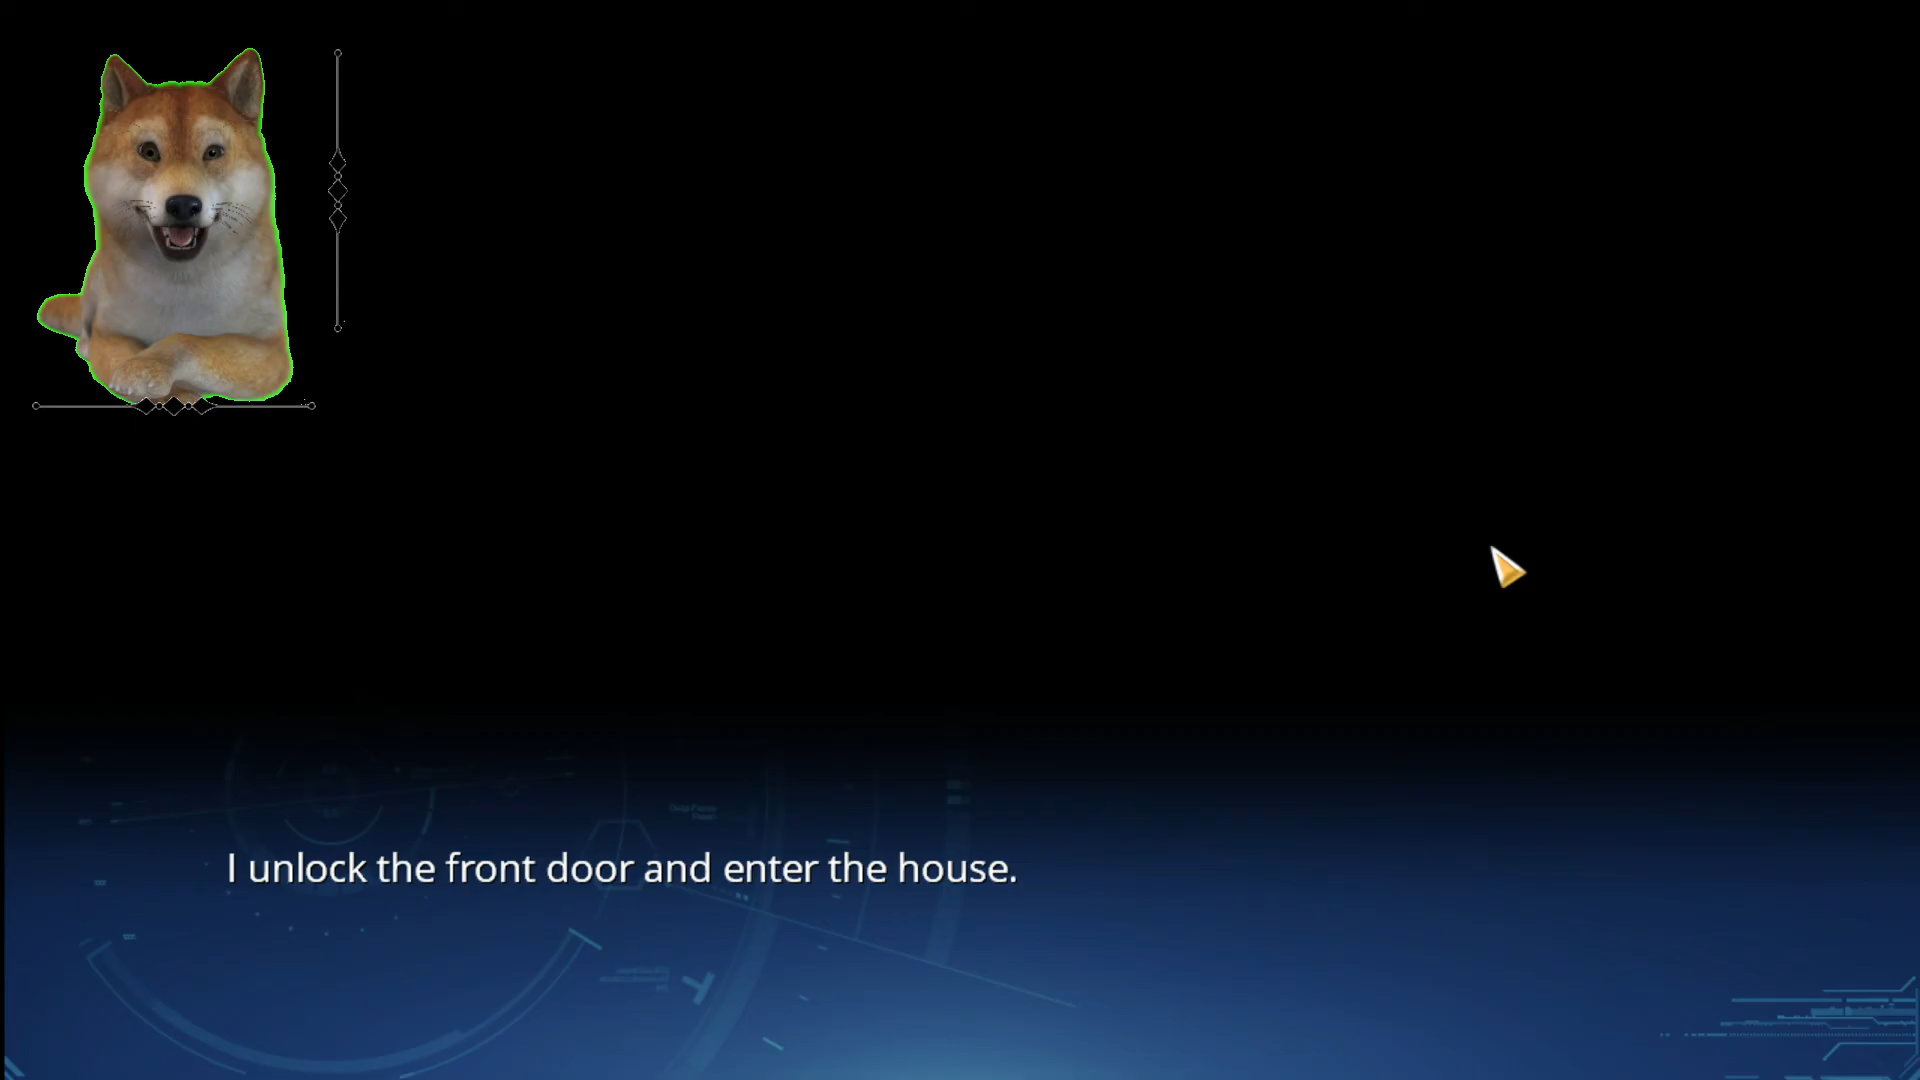 I unlock the front door and enter the house.